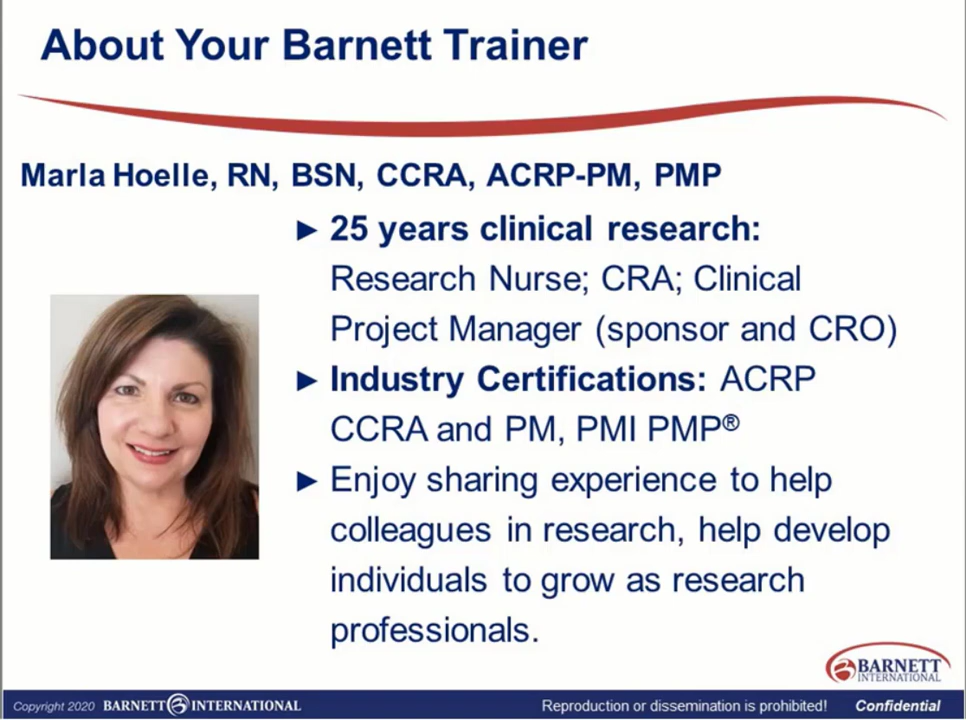 About Your Barnett Trainer
Marla Hoelle, RN, BSN, CCRA, ACRP-PM, PMP
► 25 years clinical research:
Research Nurse; CRA; Clinical
Project Manager (sponsor and CRO)
► Industry Certifications: ACRP
CCRA and PM, PMI PMP®
► Enjoy sharing experience to help
colleagues in research, help develop
individuals to grow as research
professionals.
BARNETT
INTERNATIONAL
Copyright 2020 BARNETT INTERNATIONAL Reproduction or dissemination is prohibited! Confidential